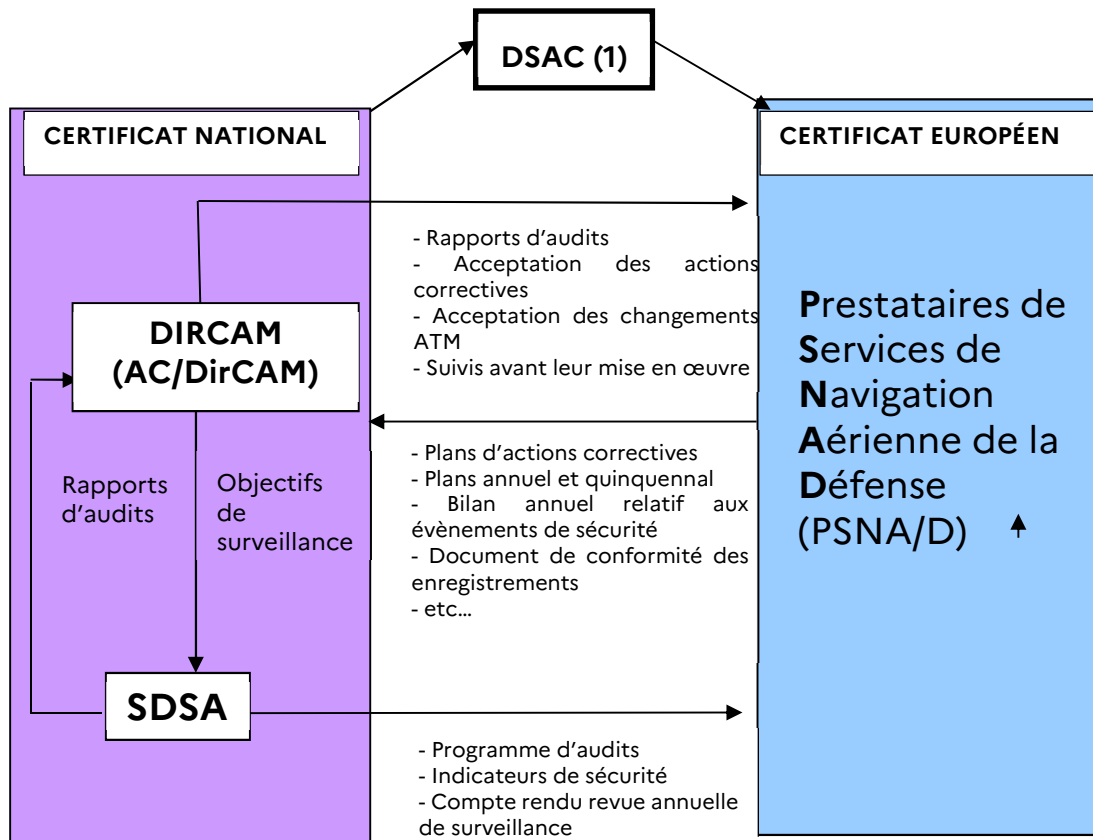 DSAC (1)
CERTIFICAT NATIONAL
CERTIFICAT EUROPÉEN
- Rapports d’audits
- Acceptation des actions
correctives
- Acceptation des changements
ATM
- Suivis avant leur mise en œuvre
DIRCAM
(AC/DirCAM)
Prestataires de
Services de
Navigation
Aérienne de la
Défense
(PSNA/D)
Rapports
d’audits
Objectifs
de
surveillance
- Plans d’actions correctives
- Plans annuel et quinquennal
- Bilan annuel relatif aux
évènements de sécurité
- Document de conformité des
enregistrements
- etc…
SDSA
- Programme d’audits
- Indicateurs de sécurité
- Compte rendu revue annuelle
de surveillance